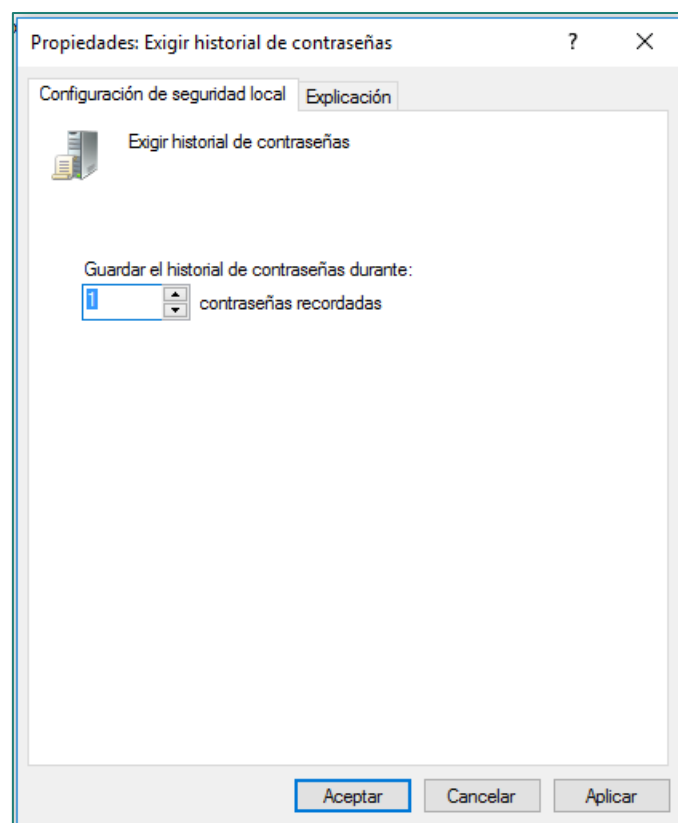 Propiedades: Exigir historial de contraseñas ? ×
Configuración de seguridad local Explicación
Exigir historial de contraseñas
Guardar el historial de contraseñas durante:
1 contraseñas recordadas
Aceptar Cancelar Aplicar